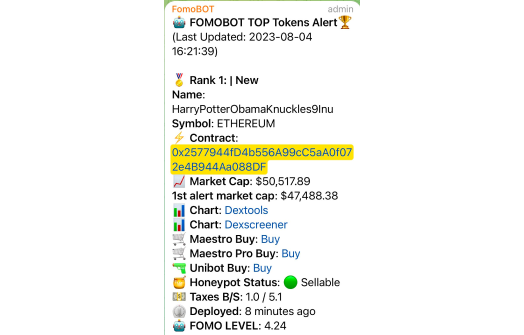 FomoBOT admin
🤖 FOMOBOT TOP Tokens Alert🏆
(Last Updated: 2023-08-04
16:21:39)
🥇 Rank 1: | New
Name:
HarryPotterObamaKnuckles9Inu
Symbol: ETHEREUM
⚡ Contract:
0x2577944fD4b556A99cC5aA0f07
2e4B944Aa088DF
📈 Market Cap: $50,517.89
1st alert market cap: $47,488.38
📊 Chart: Dextools
📊 Chart: Dexscreener
🛒 Maestro Buy: Buy
🛒 Maestro Pro Buy: Buy
🔫 Unibot Buy: Buy
🍯 Honeypot Status: 🟢 Sellable
💵 Taxes B/S: 1.0 / 5.1
🪙 Deployed: 8 minutes ago
🤖 FOMO LEVEL: 4.24